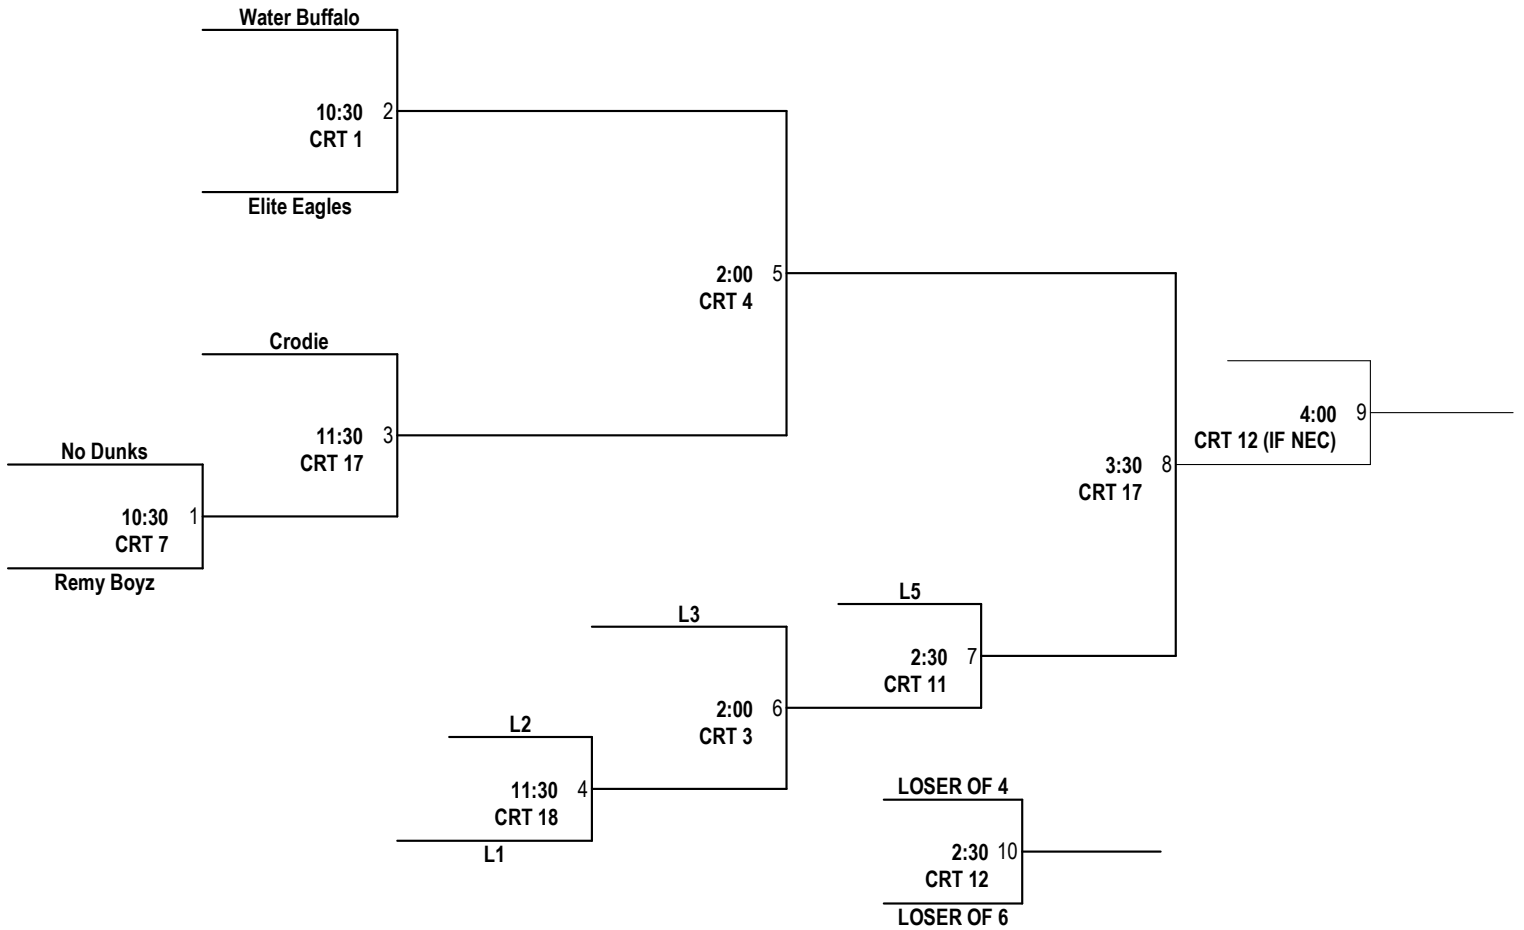 Water Buffalo
10:30 2
CRT 1
Elite Eagles
2:00 5
CRT 4
Crodie
11:30 3
CRT 17
No Dunks
10:30 1
CRT 7
Remy Boyz
4:00 9
CRT 12 (IF NEC)
3:30 8
CRT 17
L5
2:30 7
CRT 11
L3
2:00 6
CRT 3
L2
11:30 4
CRT 18
L1
LOSER OF 4
2:30 10
CRT 12
LOSER OF 6